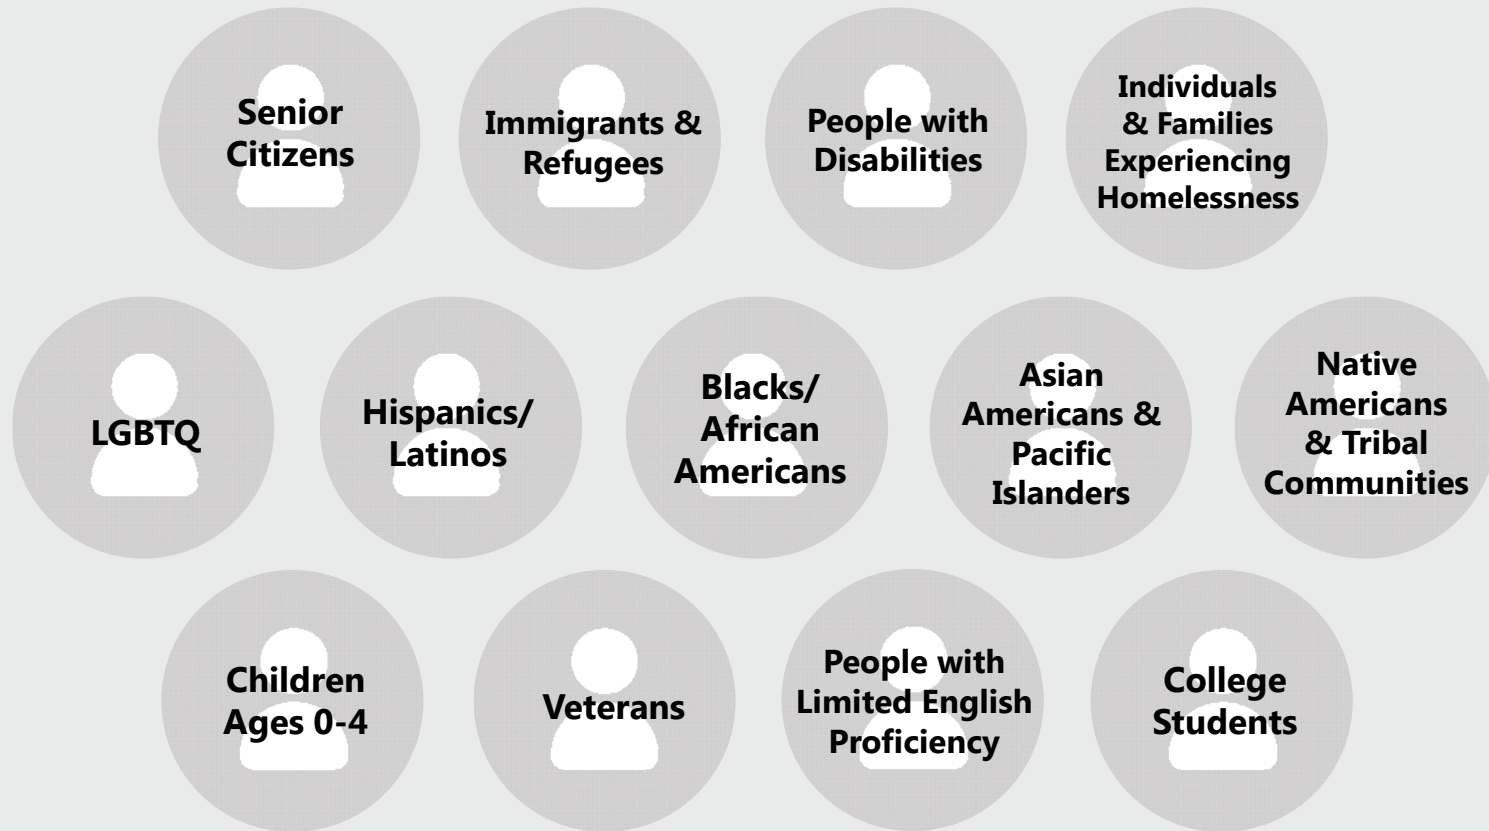 Senior
Citizens
Immigrants &
Refugees
People with
Disabilities
Individuals
& Families
Experiencing
Homelessness
LGBTQ
Hispanics/
Latinos
Blacks/
African
Americans
Asian
Americans &
Pacific
Islanders
Native
Americans
& Tribal
Communities
Children
Ages 0-4
Veterans
People with
Limited English
Proficiency
College
Students